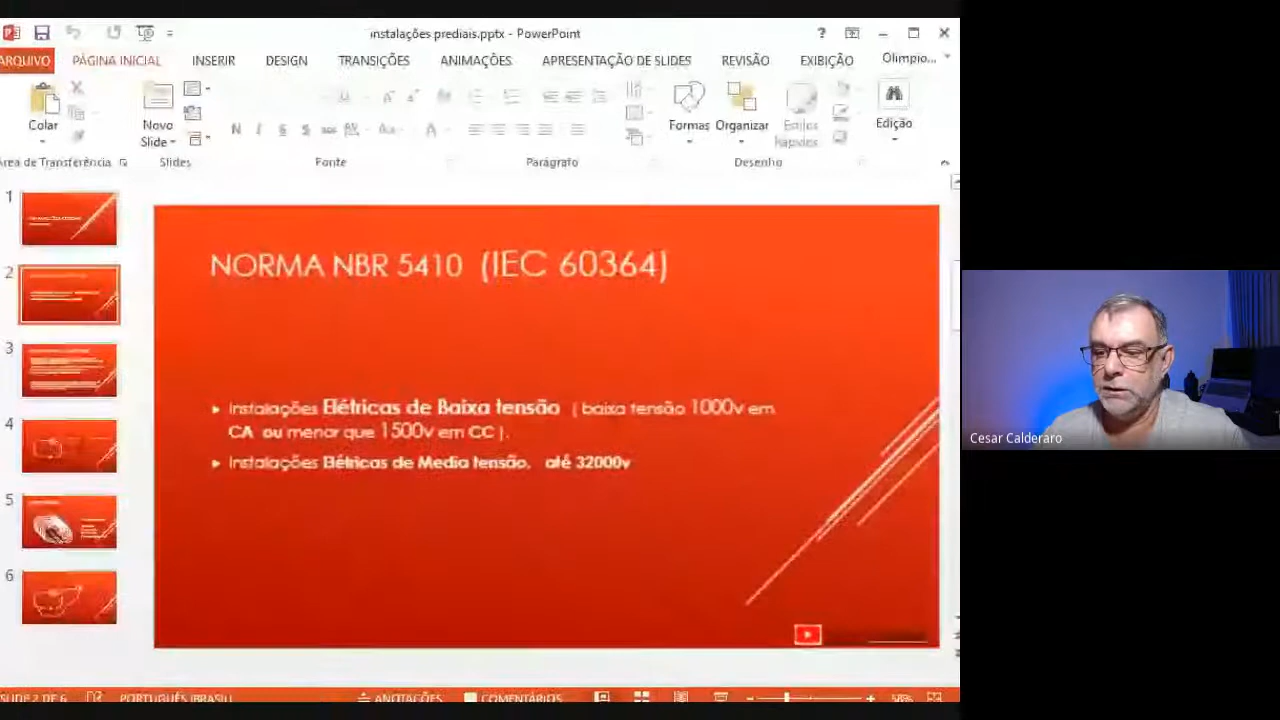 instalações prediais.pptx - PowerPoint
?
ARQUIVO PÁGINA INICIAL INSERIR DESIGN TRANSIÇÕES ANIMAÇÕES APRESENTAÇÃO DE SLIDES REVISÃO EXIBIÇÃO Olimpio...
Colar
Novo
Slide
N I S S abc AV Aa A
Formas Organizar Estilos
Rápidos
Edição
Área de Transferência Slides Fonte Parágrafo Desenho
1
2
3
4
5
6
NORMA NBR 5410 (IEC 60364)
Instalações Elétricas de Baixa tensão ( baixa tensão 1000v em
CA ou menor que 1500v em CC ).
Instalações Elétricas de Media tensão, até 32000v
Cesar Calderaro
SLIDE 2 DE 6 PORTUGUÊS (BRASIL) ANOTAÇÕES COMENTÁRIOS 58%